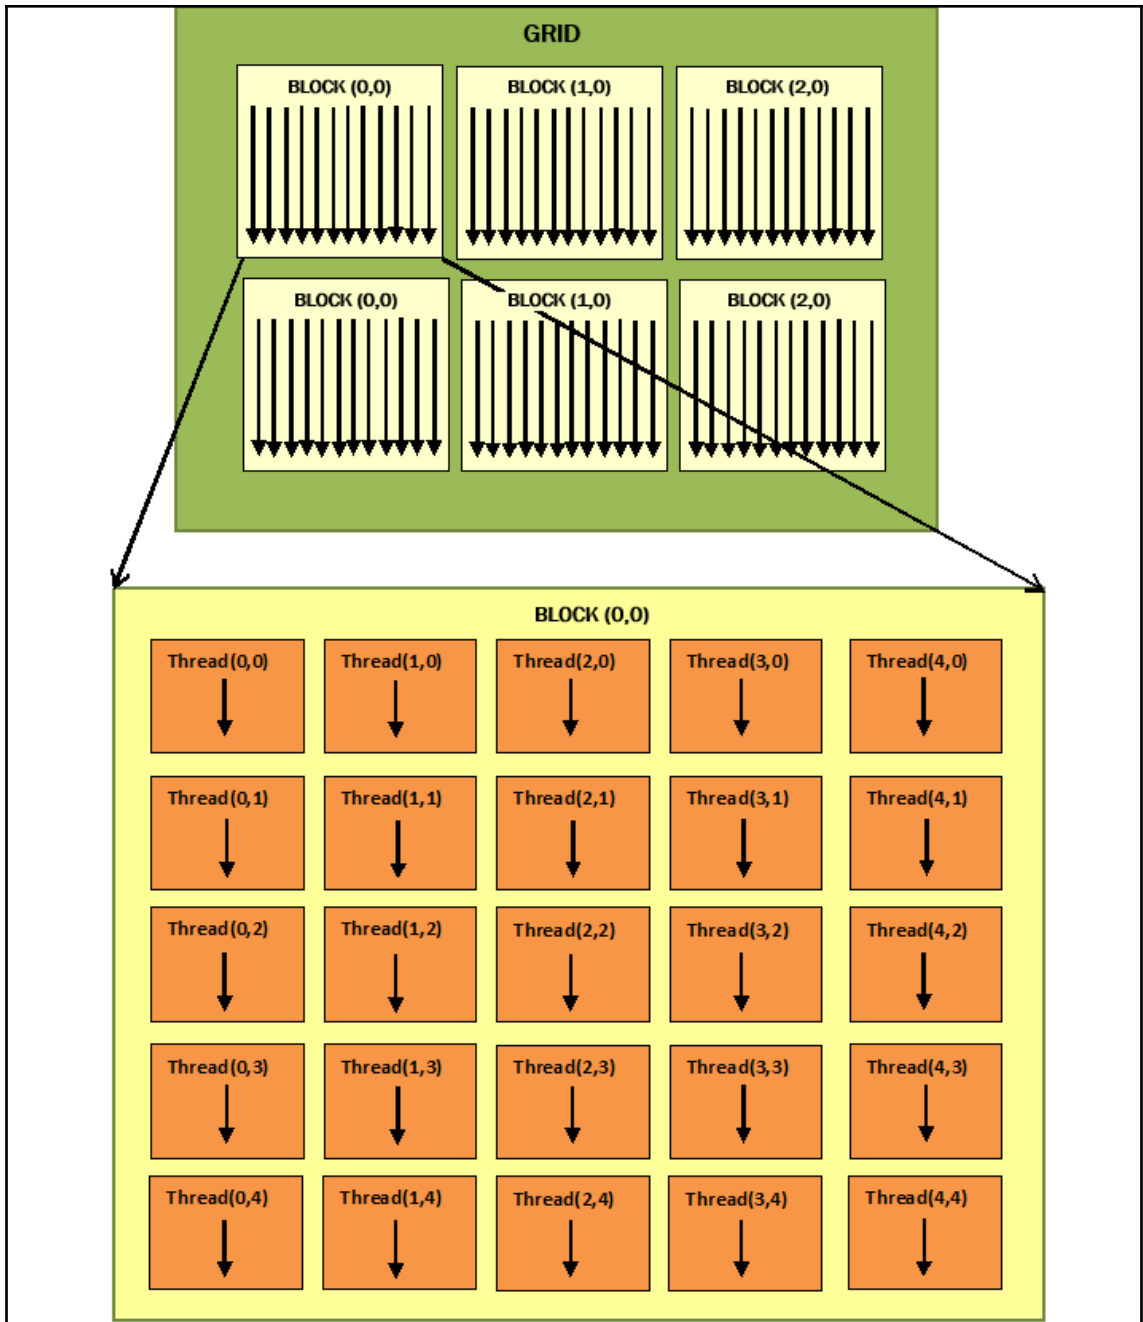 GRID
BLOCK (0,0) BLOCK (1,0) BLOCK (2,0)
BLOCK (0,0) BLOCK (1,0) BLOCK (2,0)
BLOCK (0,0)
Thread(0,0) Thread(1,0) Thread(2,0) Thread(3,0) Thread(4,0)
Thread(0,1) Thread(1,1) Thread(2,1) Thread(3,1) Thread(4,1)
Thread(0,2) Thread(1,2) Thread(2,2) Thread(3,2) Thread(4,2)
Thread(0,3) Thread(1,3) Thread(2,3) Thread(3,3) Thread(4,3)
Thread(0,4) Thread(1,4) Thread(2,4) Thread(3,4) Thread(4,4)